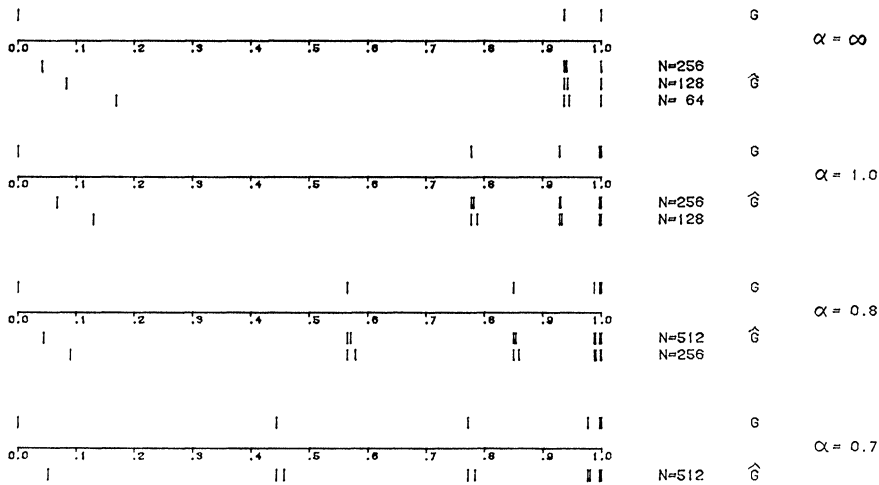 G
0.0 .1 .2 .3 .4 .5 .6 .7 .8 .9 1.0 α = ∞
N=256
N=128 Ĝ
N= 64
G
0.0 .1 .2 .3 .4 .5 .6 .7 .8 .9 1.0 α = 1.0
N=256 Ĝ
N=128
G
0.0 .1 .2 .3 .4 .5 .6 .7 .8 .9 1.0 α = 0.8
N=512 Ĝ
N=256
G
0.0 .1 .2 .3 .4 .5 .6 .7 .8 .9 1.0 α = 0.7
N=512 Ĝ